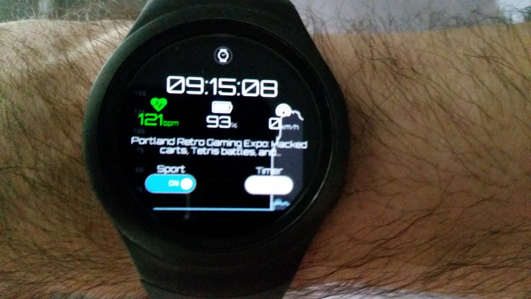 09:15:08
121bpm 93% 0km-h
Portland Retro Gaming Expo: Hacked
carts, Tetris battles, and...
Sport Timer
ON